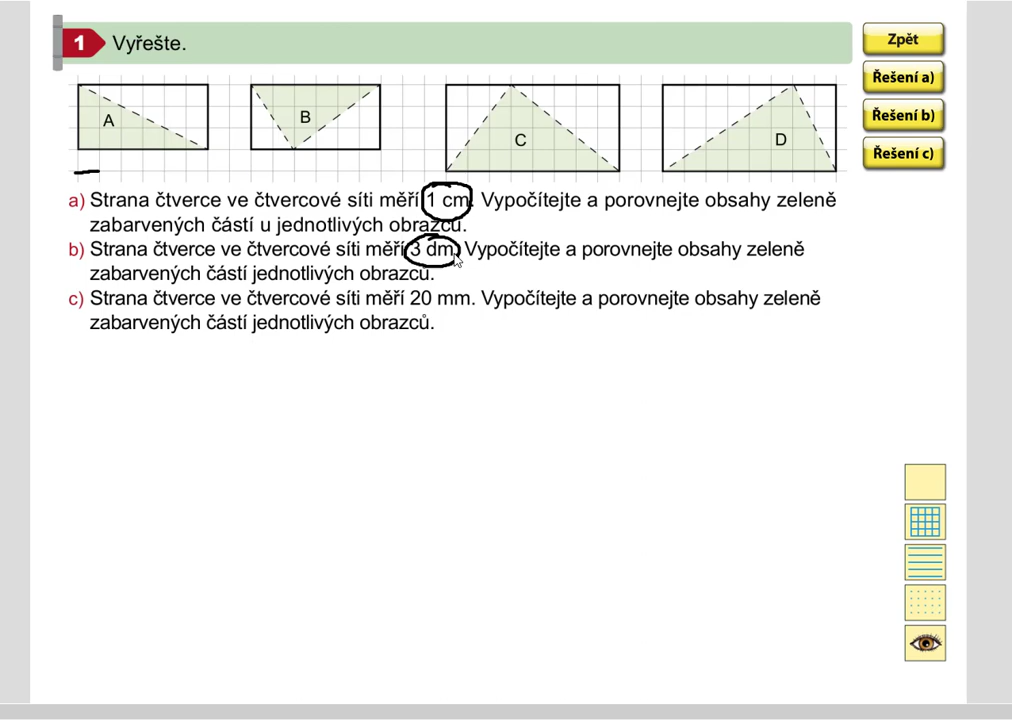 1 Vyřešte.
Zpět
Řešení a)
Řešení b)
Řešení c)
A
B
C
D
a) Strana čtverce ve čtvercové síti měří 1 cm. Vypočítejte a porovnejte obsahy zeleně
zabarvených částí u jednotlivých obrazců.
b) Strana čtverce ve čtvercové síti měří 3 dm. Vypočítejte a porovnejte obsahy zeleně
zabarvených částí jednotlivých obrazců.
c) Strana čtverce ve čtvercové síti měří 20 mm. Vypočítejte a porovnejte obsahy zeleně
zabarvených částí jednotlivých obrazců.